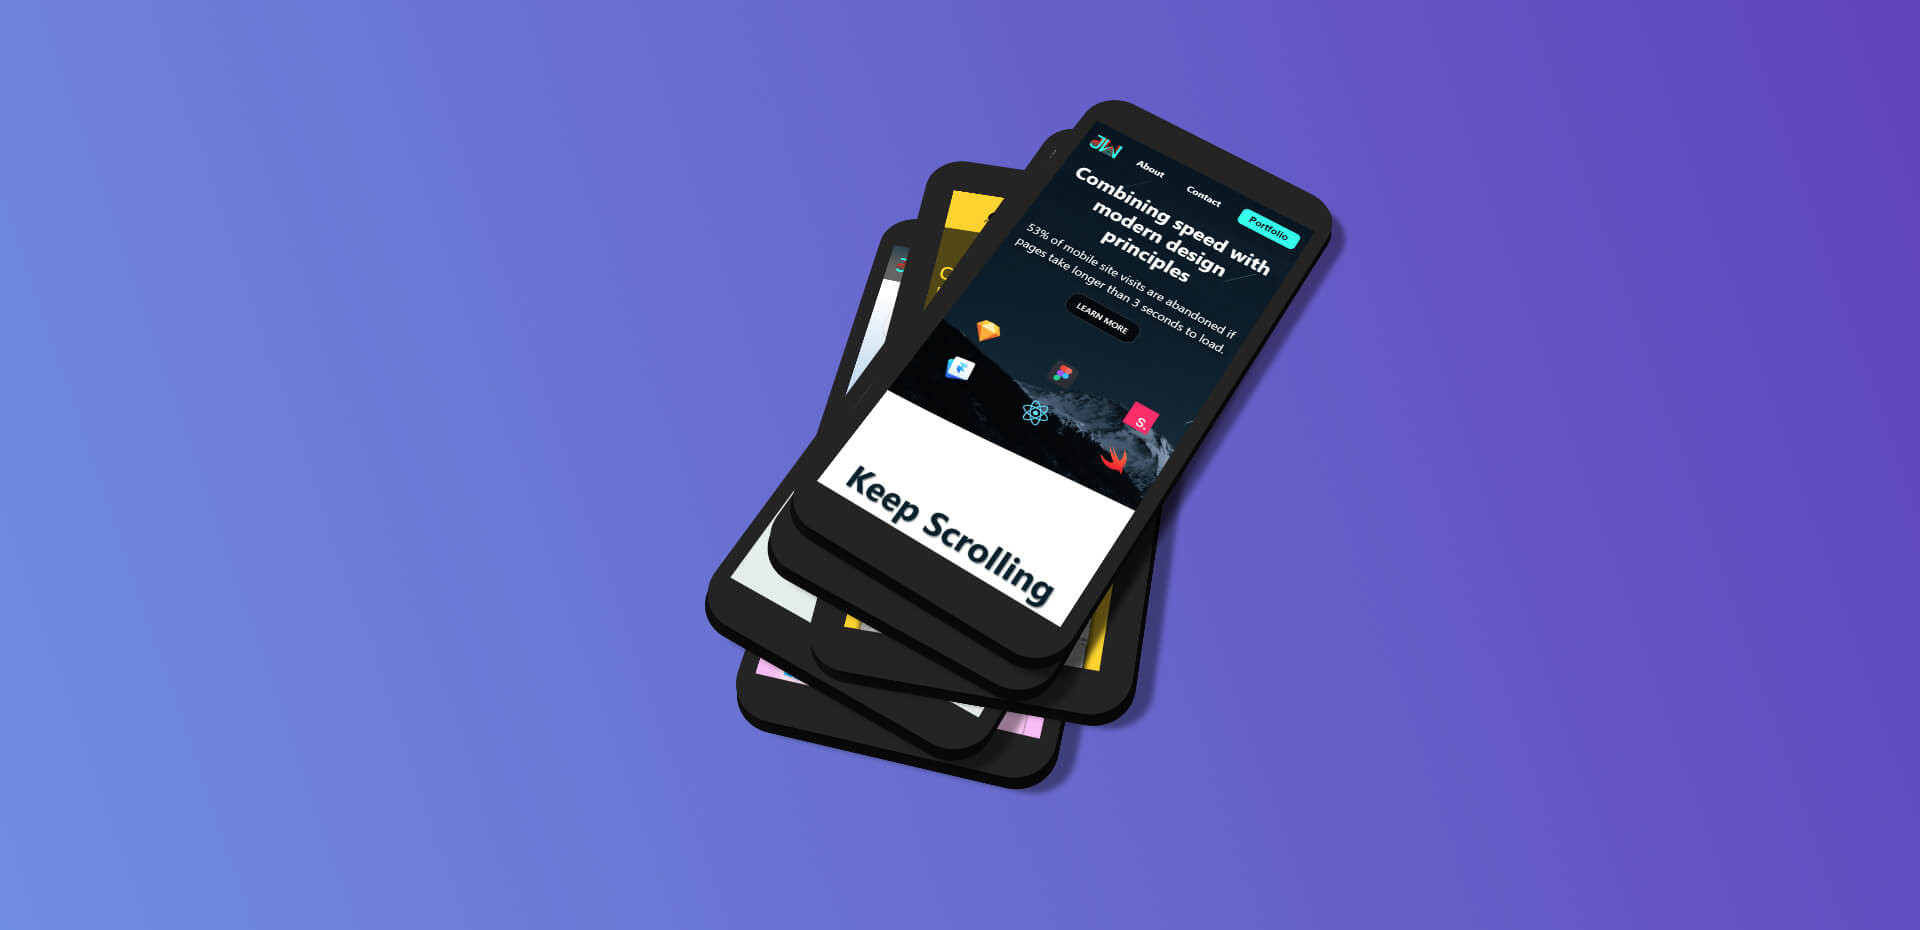 JW
About
Contact
Portfolio
Combining speed with
modern design
principles
53% of mobile site visits are abandoned if
pages take longer than 3 seconds to load.
LEARN MORE
S.
Keep Scrolling